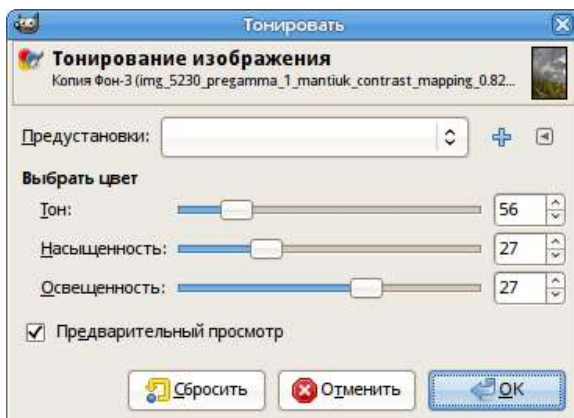 Тонировать
Тонирование изображения
Копия Фон-3 (img_5230_pregamma_1_mantiuk_contrast_mapping_0.82...
Предустановки:
Выбрать цвет
Тон: 56
Насыщенность: 27
Освещенность: 27
Предварительный просмотр
Сбросить Отменить OK